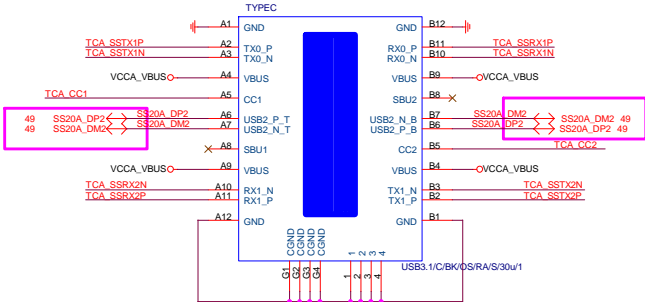 TYPEC
A1 GND GND B12
TCA_SSTX1P A2 TX0_P RX0_P B11 TCA_SSRX1P
TCA_SSTX1N A3 TX0_N RX0_N B10 TCA_SSRX1N
VCCA_VBUS A4 VBUS VBUS B9 VCCA_VBUS
TCA_CC1 A5 CC1 SBU2 B8
49 SS20A_DP2 SS20A_DP2 A6 USB2_P_T USB2_N_B B7 SS20A_DM2 SS20A_DM2 49
49 SS20A_DM2 SS20A_DM2 A7 USB2_N_T USB2_P_B B6 SS20A_DP2 SS20A_DP2 49
A8 SBU1 CC2 B5 TCA_CC2
VCCA_VBUS A9 VBUS VBUS B4 VCCA_VBUS
TCA_SSRX2N A10 RX1_N TX1_N B3 TCA_SSTX2N
TCA_SSRX2P A11 RX1_P TX1_P B2 TCA_SSTX2P
A12 GND GND B1
CGND CGND CGND CGND 1 2 3 4
G1 G2 G3 G4 1 2 3 4
USB3.1/C/BK/OS/RA/S/30u/1